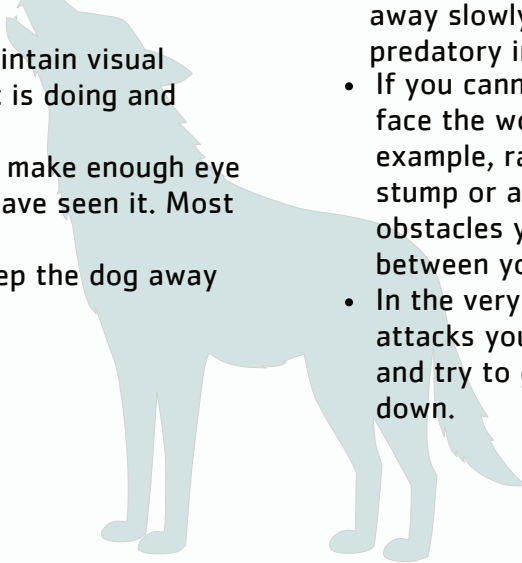 intain visual
is doing and
make enough eye
ave seen it. Most
ep the dog away
away slowly
predatory i
• If you cann
face the wo
example, ra
stump or a
obstacles y
between yo
• In the very
attacks you
and try to
down.